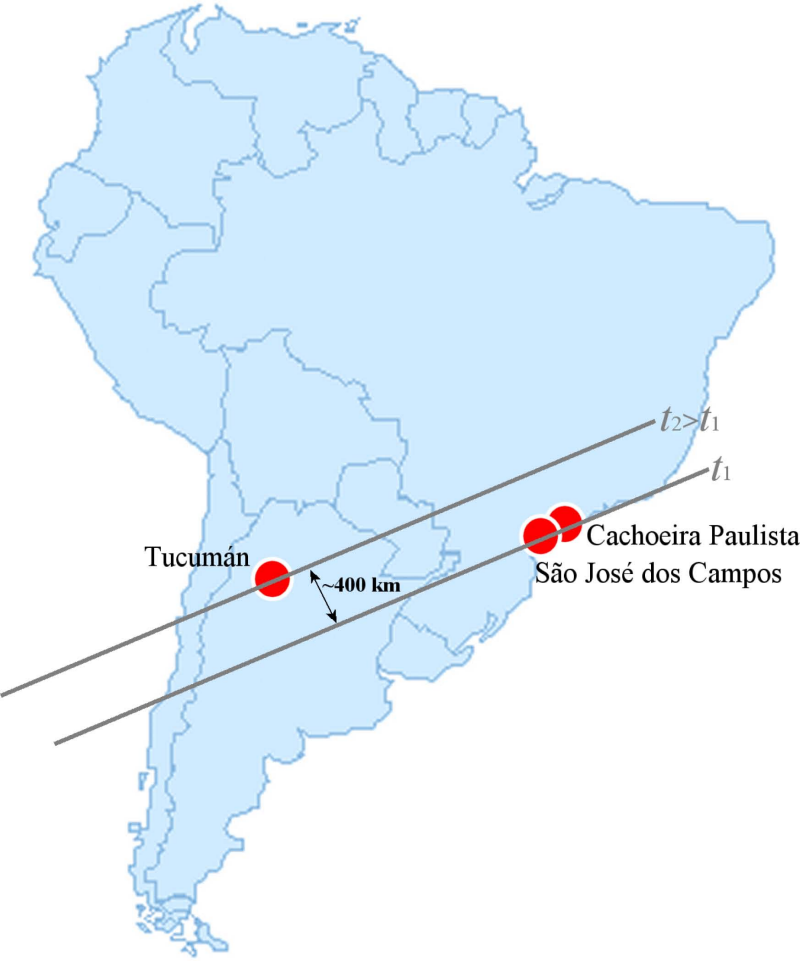 t2>t1
t1
Cachoeira Paulista
Tucumán
São José dos Campos
~400 km